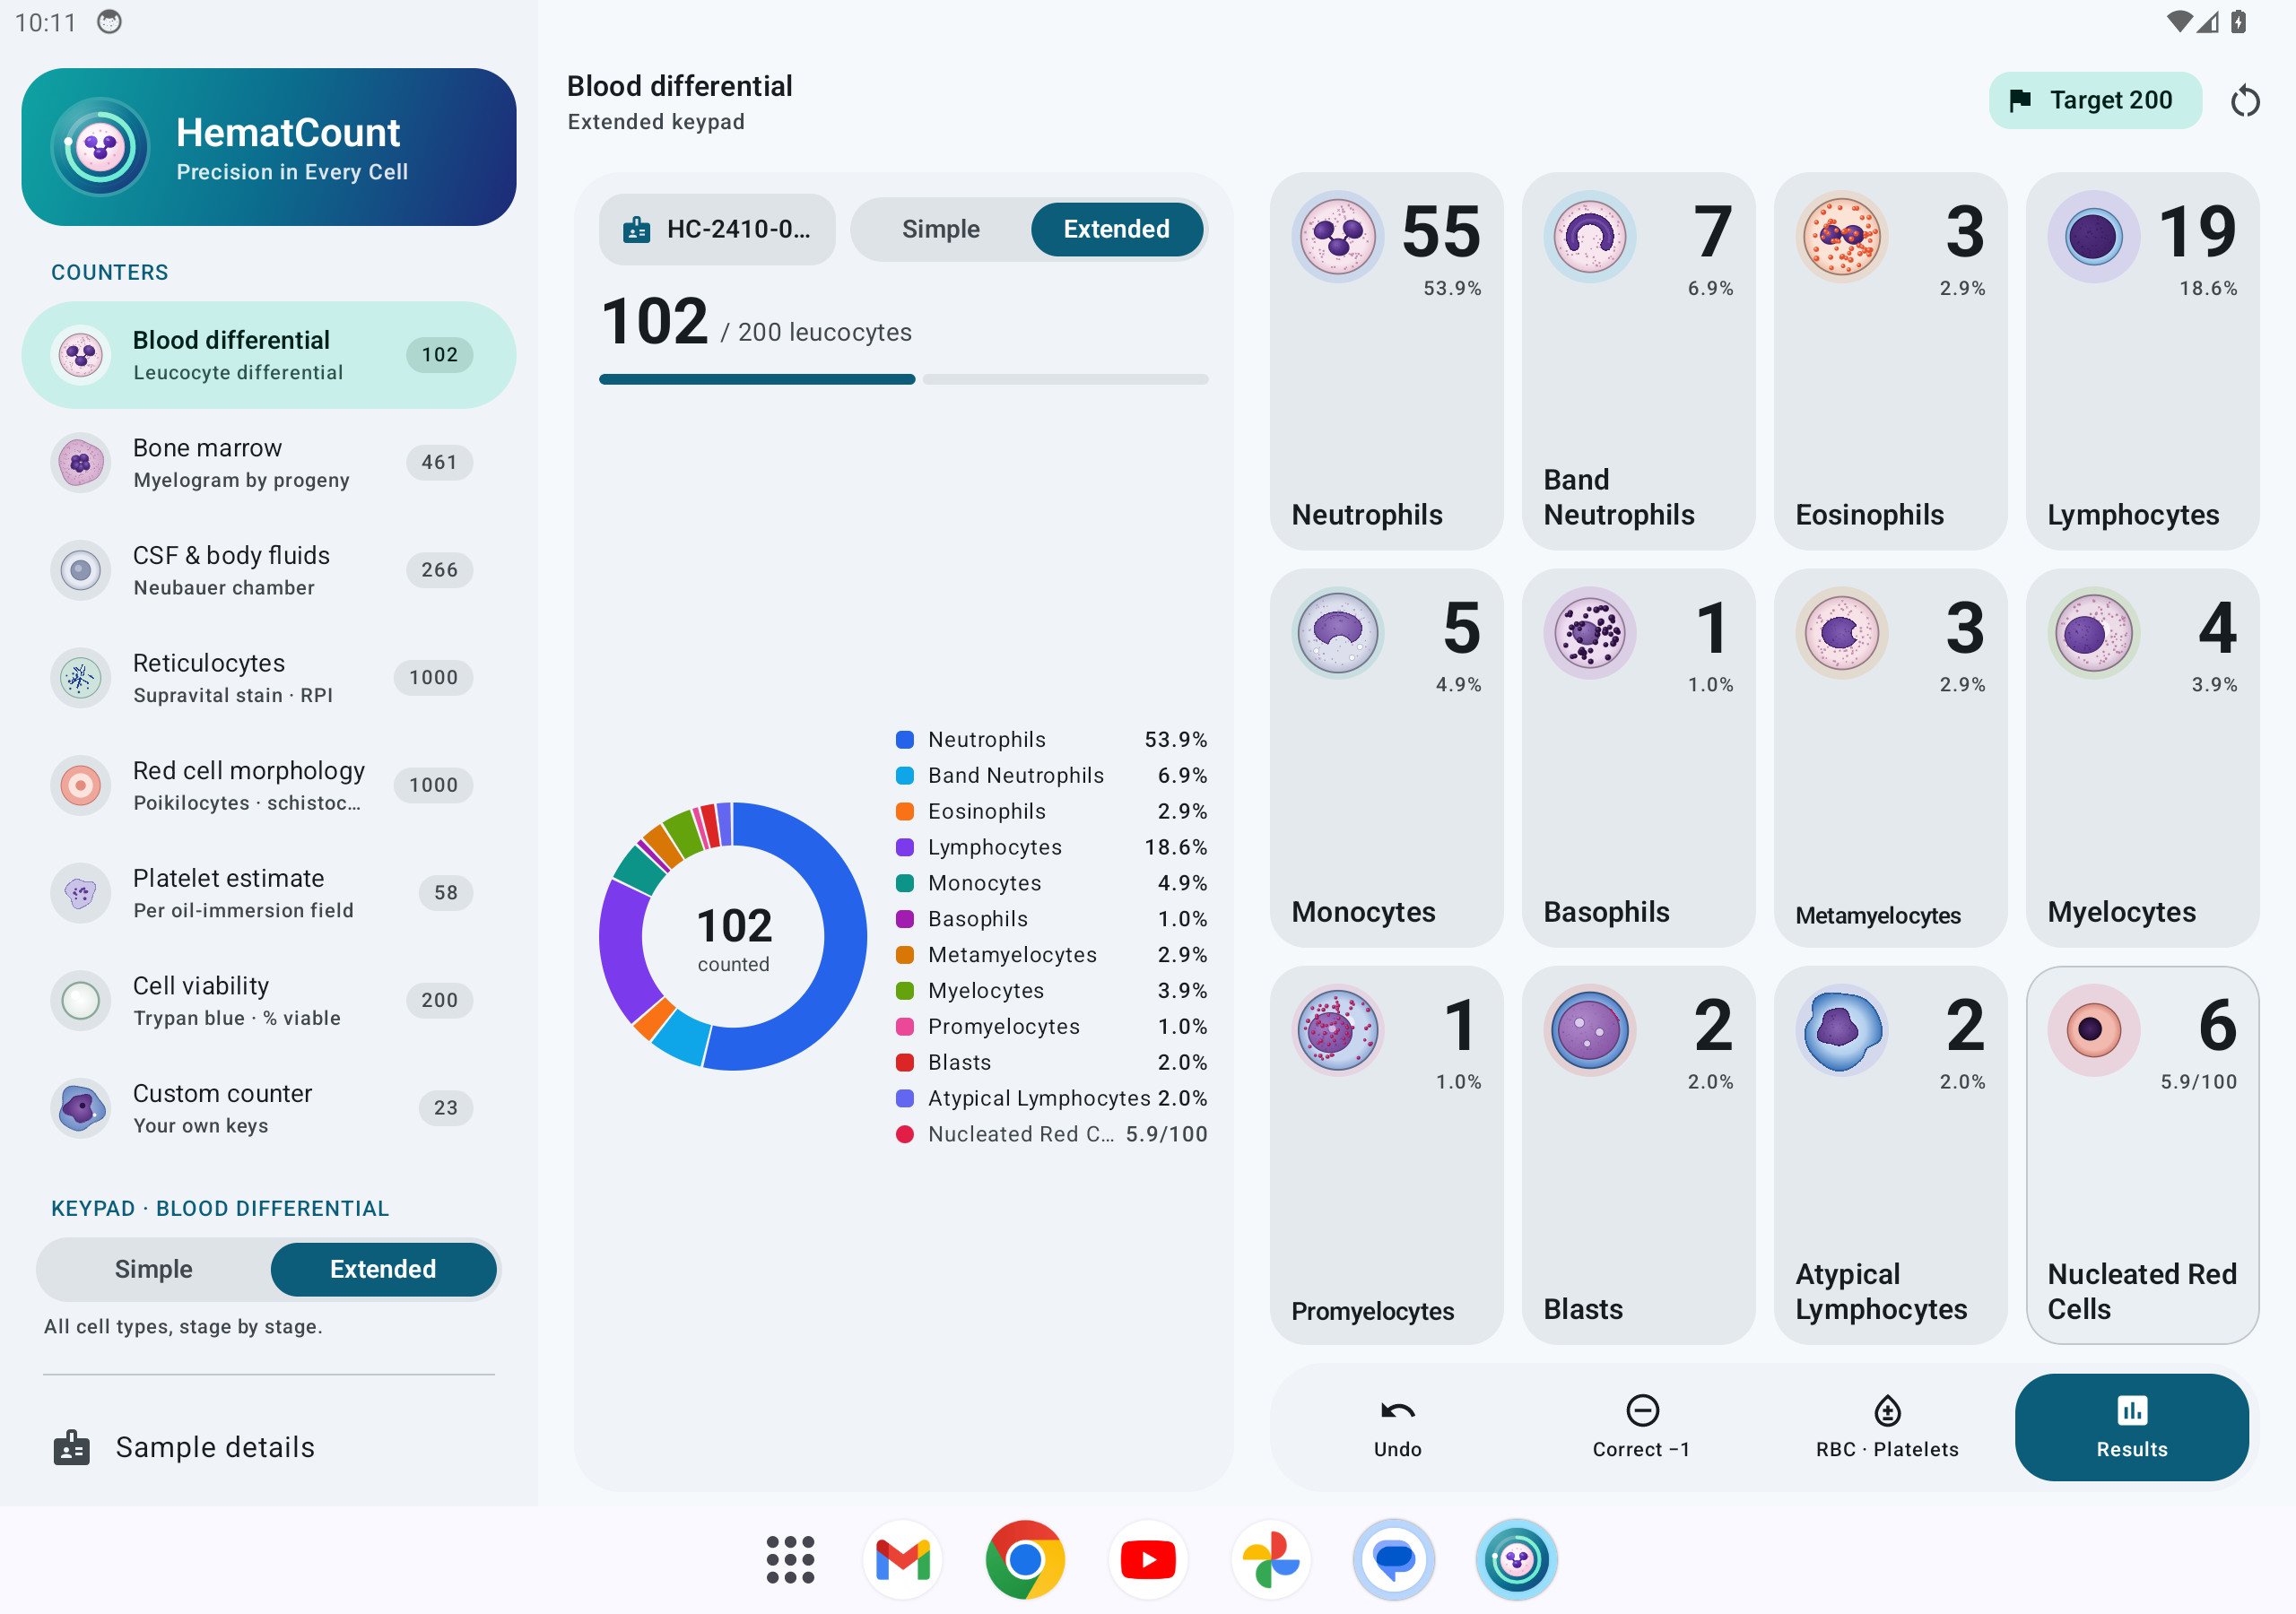 10:11
HematCount
Precision in Every Cell
COUNTERS
Blood differential
Leucocyte differential
102
Bone marrow
Myelogram by progeny
461
CSF & body fluids
Neubauer chamber
266
Reticulocytes
Supravital stain · RPI
1000
Red cell morphology
Poikilocytes · schistoc...
1000
Platelet estimate
Per oil-immersion field
58
Cell viability
Trypan blue · % viable
200
Custom counter
Your own keys
23
KEYPAD · BLOOD DIFFERENTIAL
Simple Extended
All cell types, stage by stage.
Sample details
Blood differential
Extended keypad
Target 200
HC-2410-0...
Simple Extended
102 / 200 leucocytes
102
counted
Neutrophils 53.9%
Band Neutrophils 6.9%
Eosinophils 2.9%
Lymphocytes 18.6%
Monocytes 4.9%
Basophils 1.0%
Metamyelocytes 2.9%
Myelocytes 3.9%
Promyelocytes 1.0%
Blasts 2.0%
Atypical Lymphocytes 2.0%
Nucleated Red C... 5.9/100
55
53.9%
Neutrophils
7
6.9%
Band
Neutrophils
3
2.9%
Eosinophils
19
18.6%
Lymphocytes
5
4.9%
Monocytes
1
1.0%
Basophils
3
2.9%
Metamyelocytes
4
3.9%
Myelocytes
1
1.0%
Promyelocytes
2
2.0%
Blasts
2
2.0%
Atypical
Lymphocytes
6
5.9/100
Nucleated Red
Cells
Undo
Correct −1
RBC · Platelets
Results